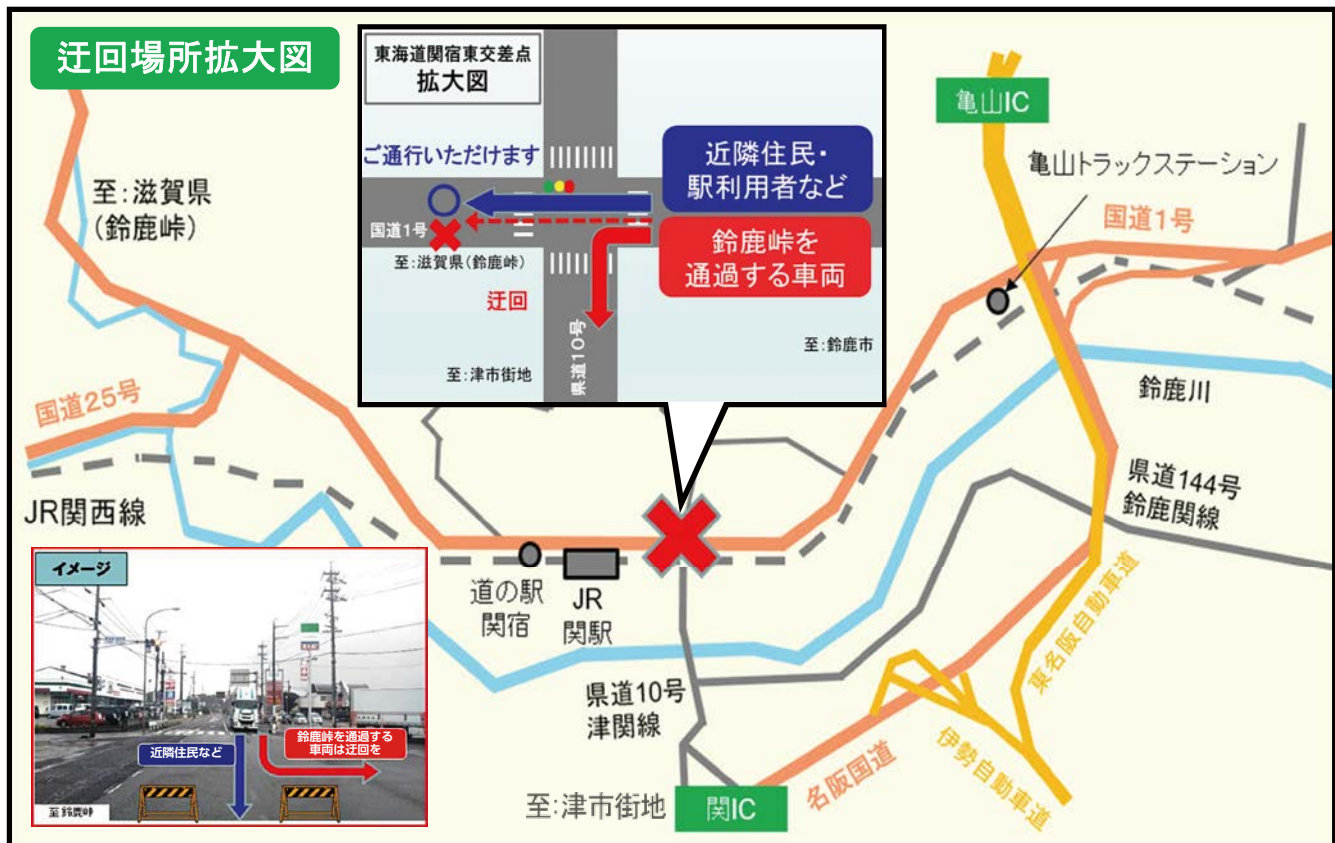 迂回場所拡大図
東海道関宿東交差点
拡大図
ご通行いただけます
近隣住民・
駅利用者など
国道1号
至:滋賀県(鈴鹿峠)
鈴鹿峠を
通過する車両
迂回
県道10号
至:津市街地
至:鈴鹿市
亀山IC
亀山トラックステーション
国道1号
至:滋賀県
(鈴鹿峠)
国道25号
JR関西線
鈴鹿川
県道144号
鈴鹿関線
道の駅
関宿
JR
関駅
県道10号
津関線
東名阪自動車道
伊勢自動車道
名阪国道
至:津市街地
関IC
イメージ
近隣住民など
鈴鹿峠を通過する
車両は迂回を
至 鈴鹿峠